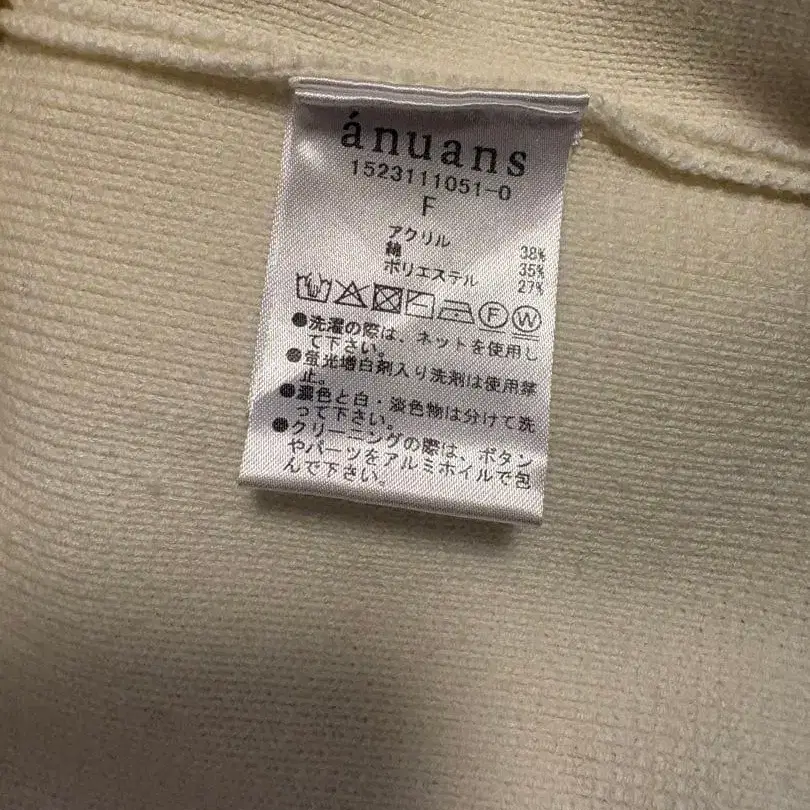 ánuans
1523111051-0
F
アクリル 38%
綿 35%
ポリエステル 27%
F W
●洗濯の際は、ネットを使用し
て下さい。
●蛍光増白剤入り洗剤は使用禁
止。
●濃色と白・淡色物は分けて洗
って下さい。
●クリーニングの際は、ボタン
やパーツをアルミホイルで包
んで下さい。